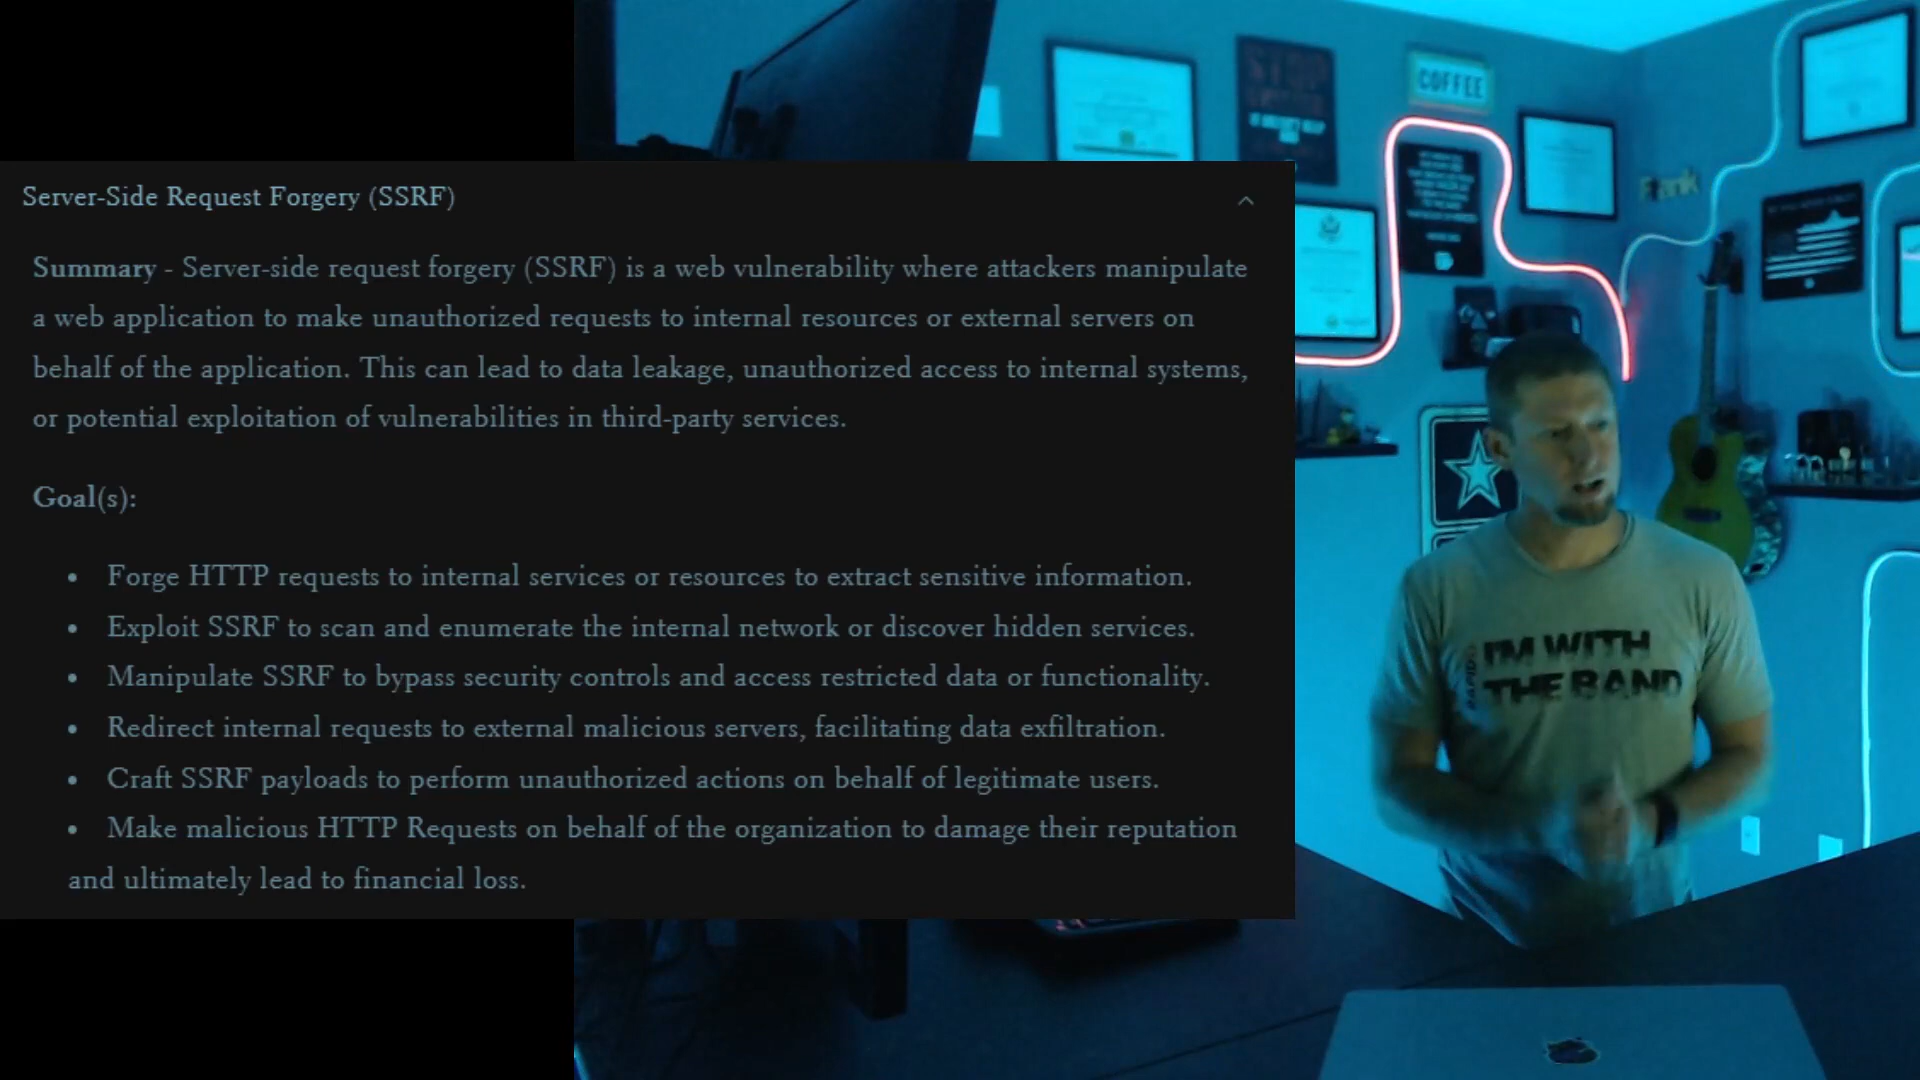 COFFEE
Frank
Server-Side Request Forgery (SSRF)
Summary - Server-side request forgery (SSRF) is a web vulnerability where attackers manipulate
a web application to make unauthorized requests to internal resources or external servers on
behalf of the application. This can lead to data leakage, unauthorized access to internal systems,
or potential exploitation of vulnerabilities in third-party services.
Goal(s):
• Forge HTTP requests to internal services or resources to extract sensitive information.
• Exploit SSRF to scan and enumerate the internal network or discover hidden services.
• Manipulate SSRF to bypass security controls and access restricted data or functionality.
• Redirect internal requests to external malicious servers, facilitating data exfiltration.
• Craft SSRF payloads to perform unauthorized actions on behalf of legitimate users.
• Make malicious HTTP Requests on behalf of the organization to damage their reputation
and ultimately lead to financial loss.
I'M WITH
THE BAND